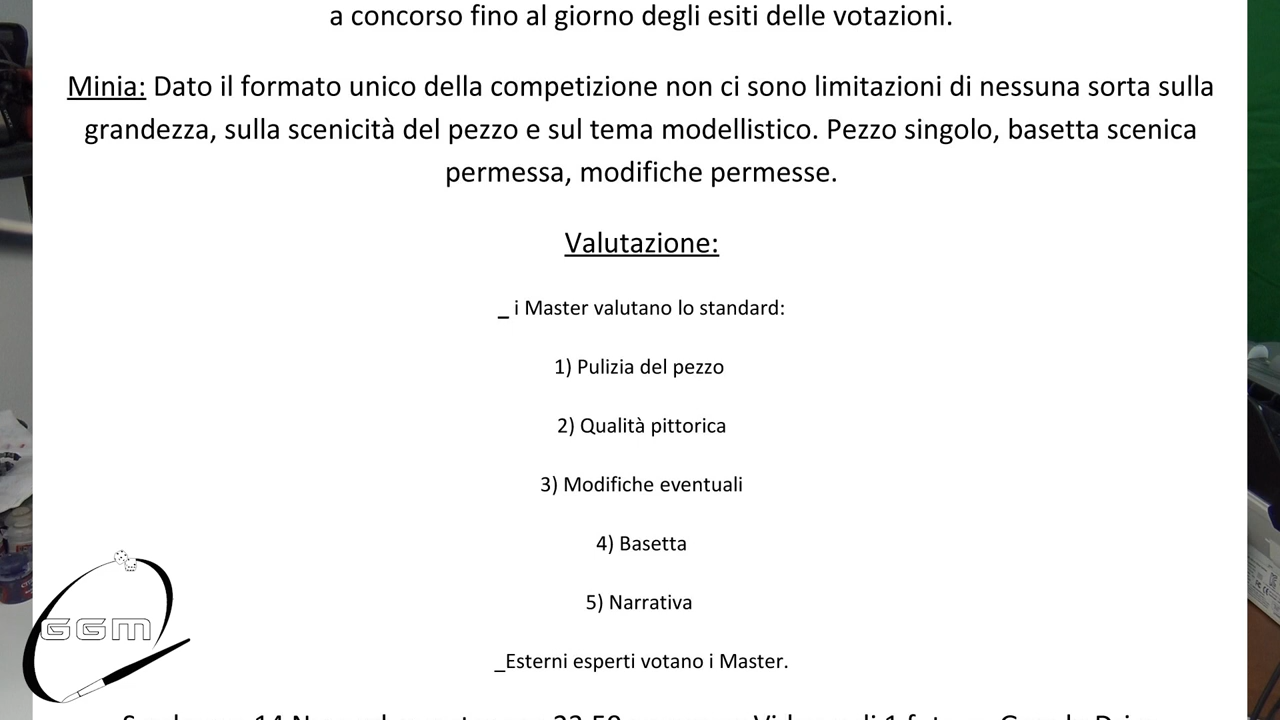 a concorso fino al giorno degli esiti delle votazioni.
Minia: Dato il formato unico della competizione non ci sono limitazioni di nessuna sorta sulla
grandezza, sulla scenicità del pezzo e sul tema modellistico. Pezzo singolo, basetta scenica
permessa, modifiche permesse.
Valutazione:
_ i Master valutano lo standard:
1) Pulizia del pezzo
2) Qualità pittorica
3) Modifiche eventuali
4) Basetta
5) Narrativa
GGM
_Esterni esperti votano i Master.